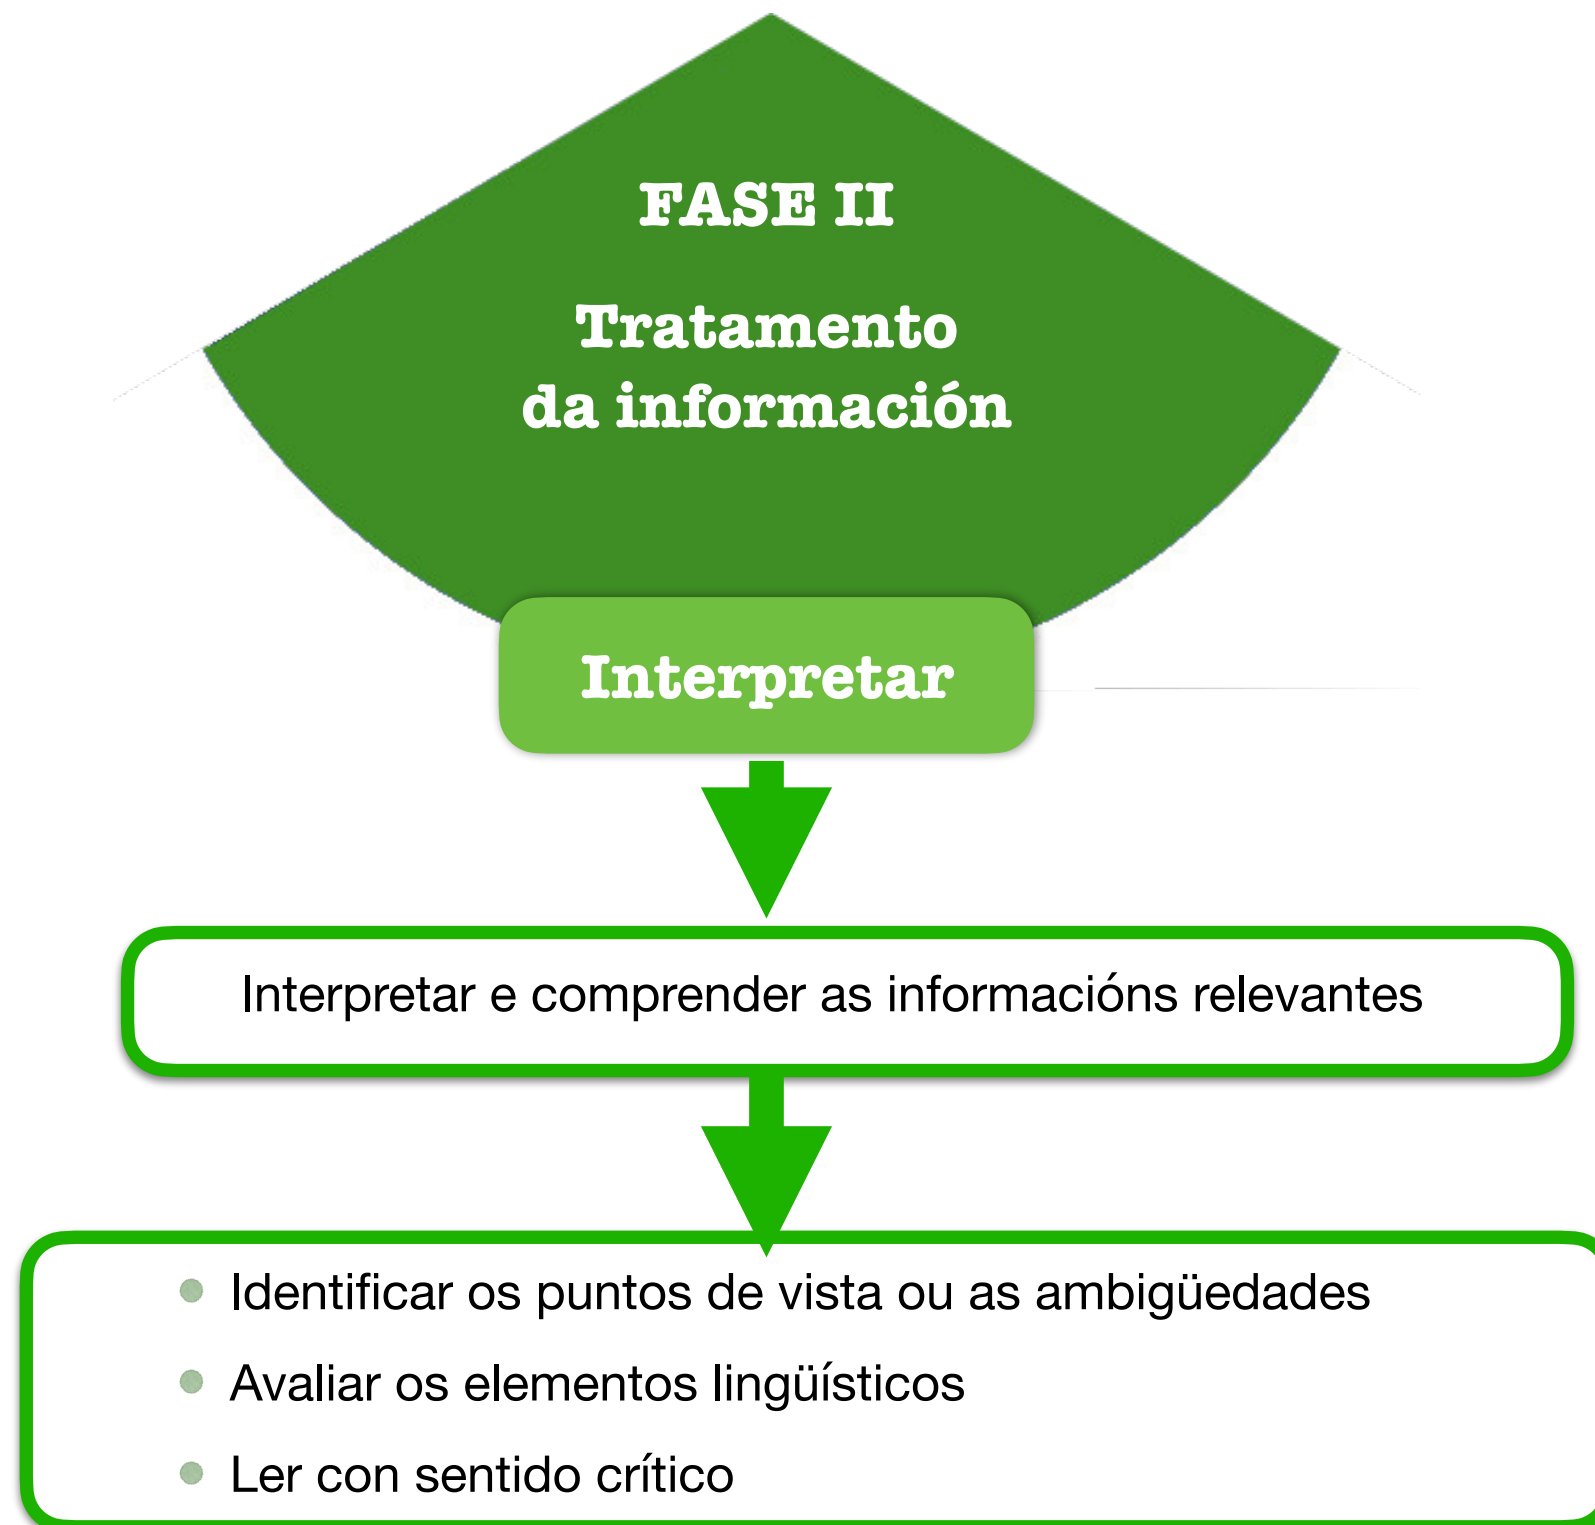 FASE II
Tratamento
da información
Interpretar
Interpretar e comprender as informacións relevantes
Identificar os puntos de vista ou as ambigüedades
Avaliar os elementos lingüísticos
Ler con sentido crítico